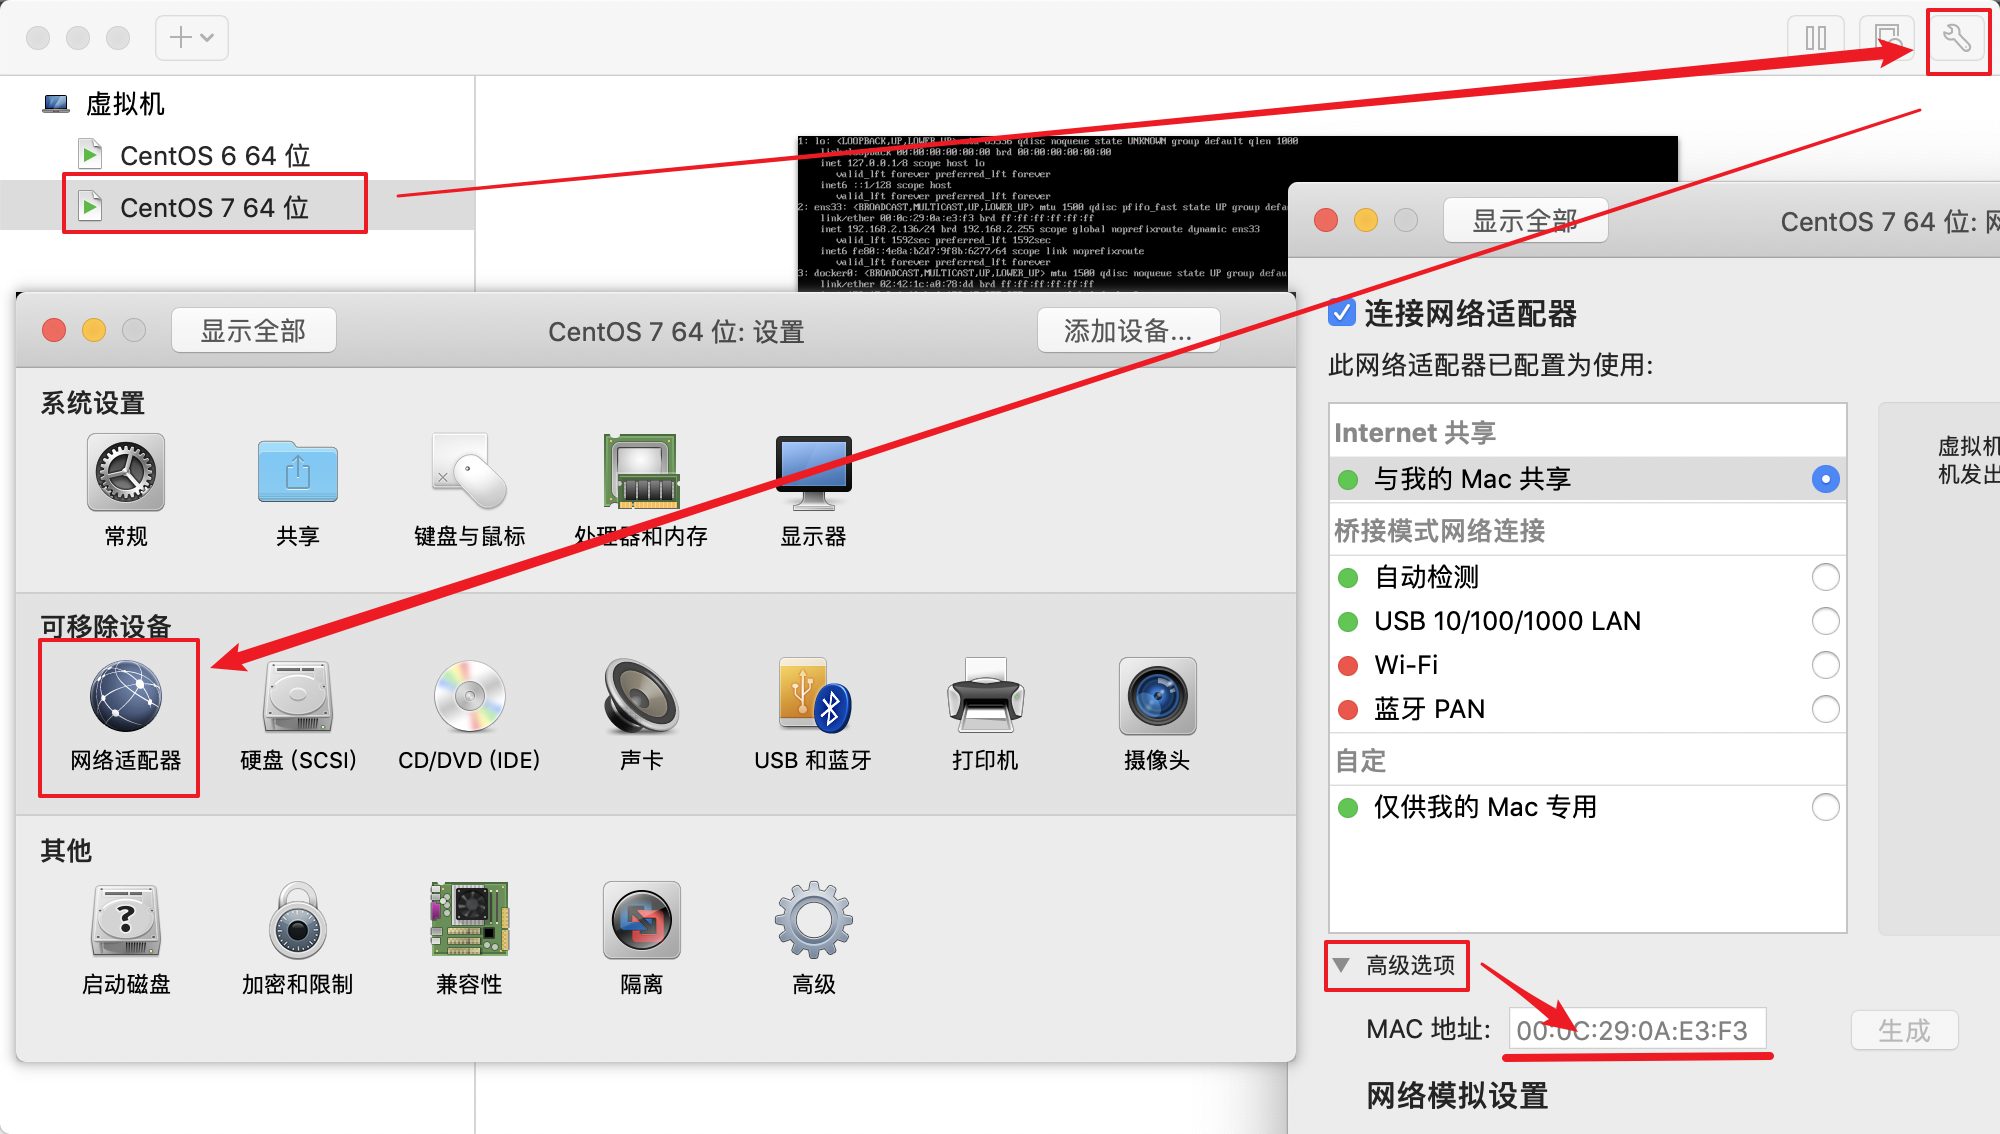 虚拟机
CentOS 6 64 位
CentOS 7 64 位
1: lo: <LOOPBACK,UP,LOWER_UP> qdisc noqueue state UNKNOWN group default qlen 1000
00:00:00:00:00:00 brd 00:00:00:00:00:00
inet 127.0.0.1/8 scope host lo
valid_lft forever preferred_lft forever
inet6 ::1/128 scope host
valid_lft forever preferred_lft forever
2: ens33: <BROADCAST,MULTICAST,UP,LOWER_UP> mtu 1500 qdisc pfifo_fast state UP group defau
link/ether 00:0c:29:0a:e3:f3 brd ff:ff:ff:ff:ff:ff
inet 192.168.2.136/24 brd 192.168.2.255 scope global noprefixroute dynamic ens33
valid_lft 1592sec preferred_lft 1592sec
inet6 fe80::4e8a:b2d7:9f8b:6277/64 scope link noprefixroute
valid_lft forever preferred_lft forever
3: docker0: <BROADCAST,MULTICAST,UP,LOWER_UP> mtu 1500 qdisc noqueue state UP group defau
link/ether 02:42:1c:a0:78:dd brd ff:ff:ff:ff:ff:ff
显示全部
CentOS 7 64 位: 设置
添加设备...
系统设置
常规
共享
键盘与鼠标
处理器和内存
显示器
可移除设备
网络适配器
硬盘 (SCSI)
CD/DVD (IDE)
声卡
USB 和蓝牙
打印机
摄像头
其他
启动磁盘
加密和限制
兼容性
隔离
高级
显示全部
CentOS 7 64 位: 网
连接网络适配器
此网络适配器已配置为使用:
Internet 共享
与我的 Mac 共享
桥接模式网络连接
自动检测
USB 10/100/1000 LAN
Wi-Fi
蓝牙 PAN
自定
仅供我的 Mac 专用
虚拟机
机发出
高级选项
MAC 地址:
00:0C:29:0A:E3:F3
生成
网络模拟设置